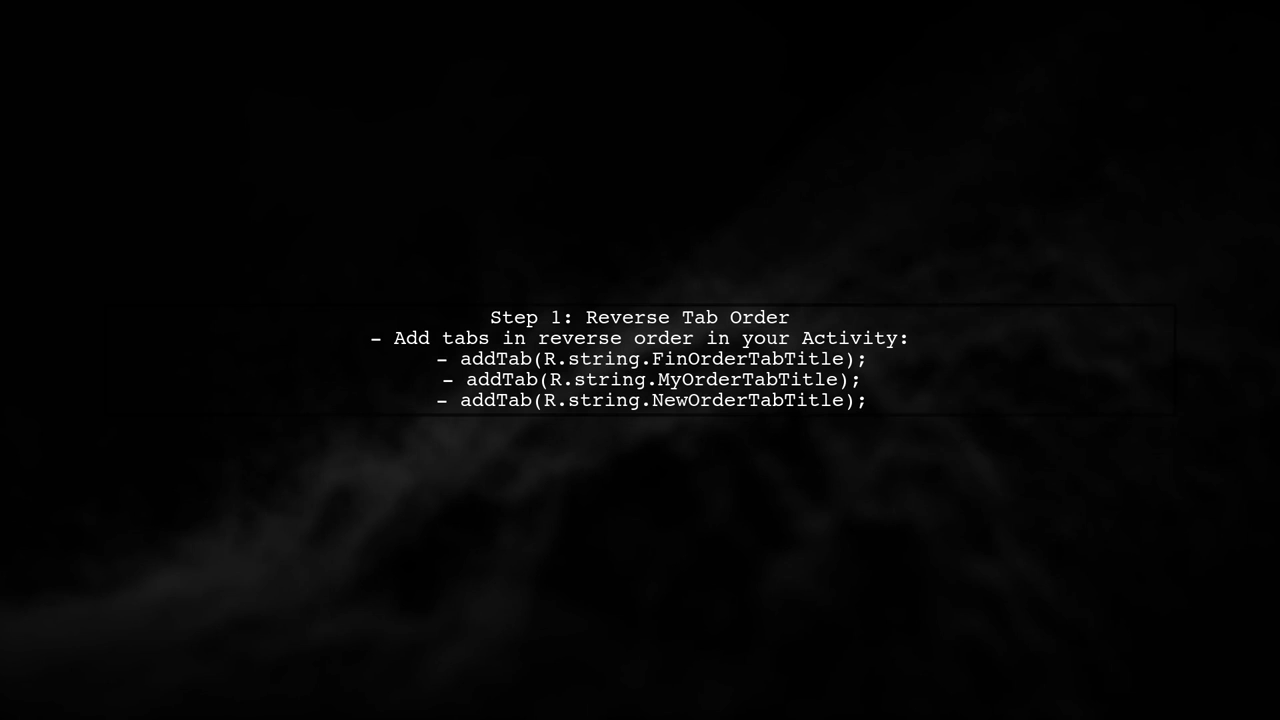 Step 1: Reverse Tab Order
- Add tabs in reverse order in your Activity:
- addTab(R.string.FinOrderTabTitle);
- addTab(R.string.MyOrderTabTitle);
- addTab(R.string.NewOrderTabTitle);